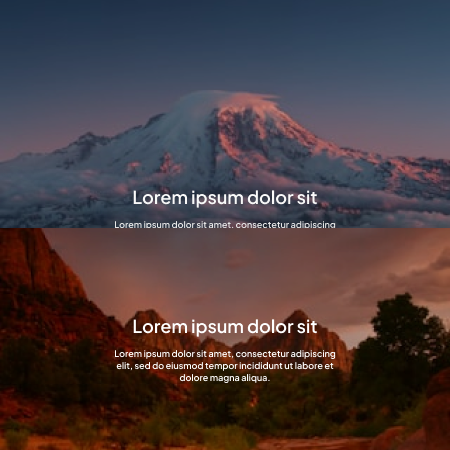 Lorem ipsum dolor sit
Lorem ipsum dolor sit amet, consectetur adipiscing
Lorem ipsum dolor sit
Lorem ipsum dolor sit amet, consectetur adipiscing
elit, sed do eiusmod tempor incididunt ut labore et
dolore magna aliqua.